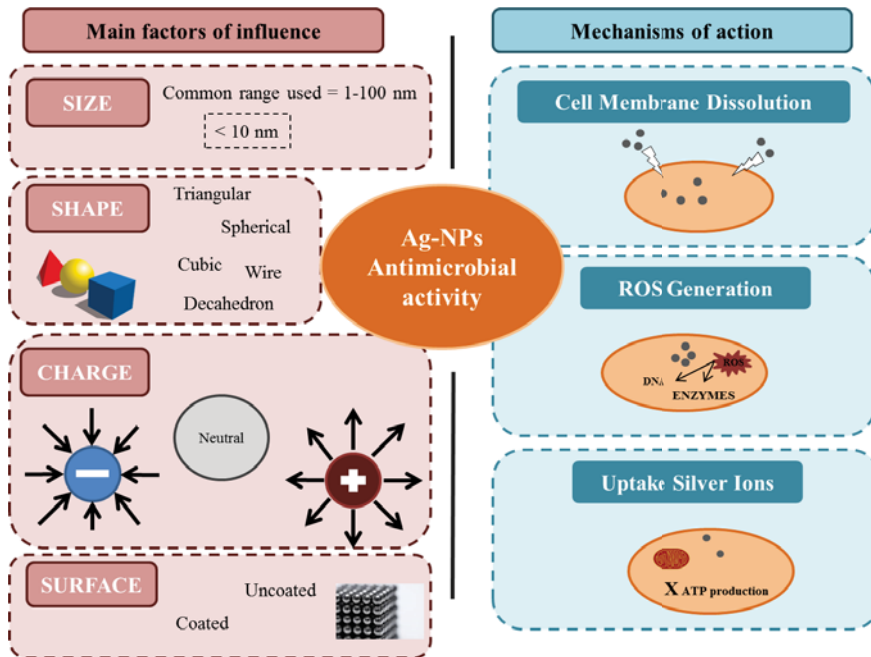 Main factors of influence
SIZE
Common range used = 1-100 nm
< 10 nm
SHAPE
Triangular
Spherical
Cubic
Wire
Decahedron
CHARGE
Neutral
SURFACE
Uncoated
Coated
Ag-NPs
Antimicrobial
activity
Mechanisms of action
Cell Membrane Dissolution
ROS Generation
ROS
DNA
ENZYMES
Uptake Silver Ions
X ATP production